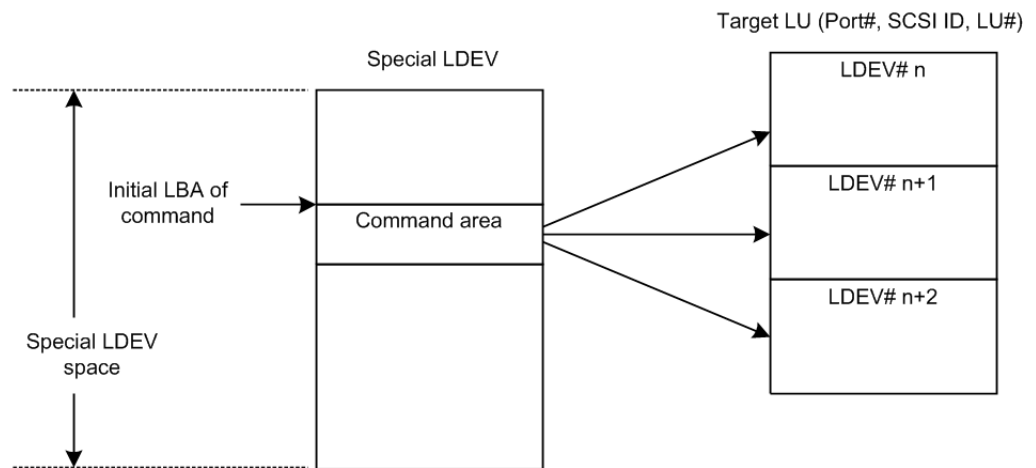 Target LU (Port#, SCSI ID, LU#)
Special LDEV
LDEV# n
Initial LBA of
command
Command area
LDEV# n+1
LDEV# n+2
Special LDEV
space